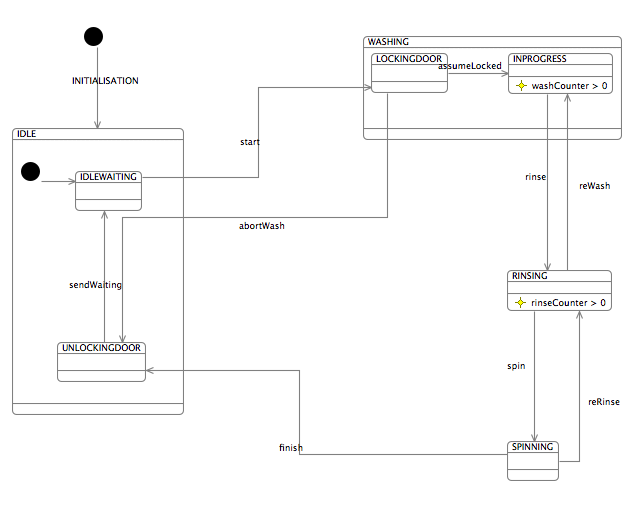 WASHING
LOCKINGDOOR
INPROGRESS
assumeLocked
washCounter > 0
INITIALISATION
IDLE
start
IDLEWAITING
rinse
reWash
abortWash
RINSING
sendWaiting
rinseCounter > 0
UNLOCKINGDOOR
spin
reRinse
finish
SPINNING